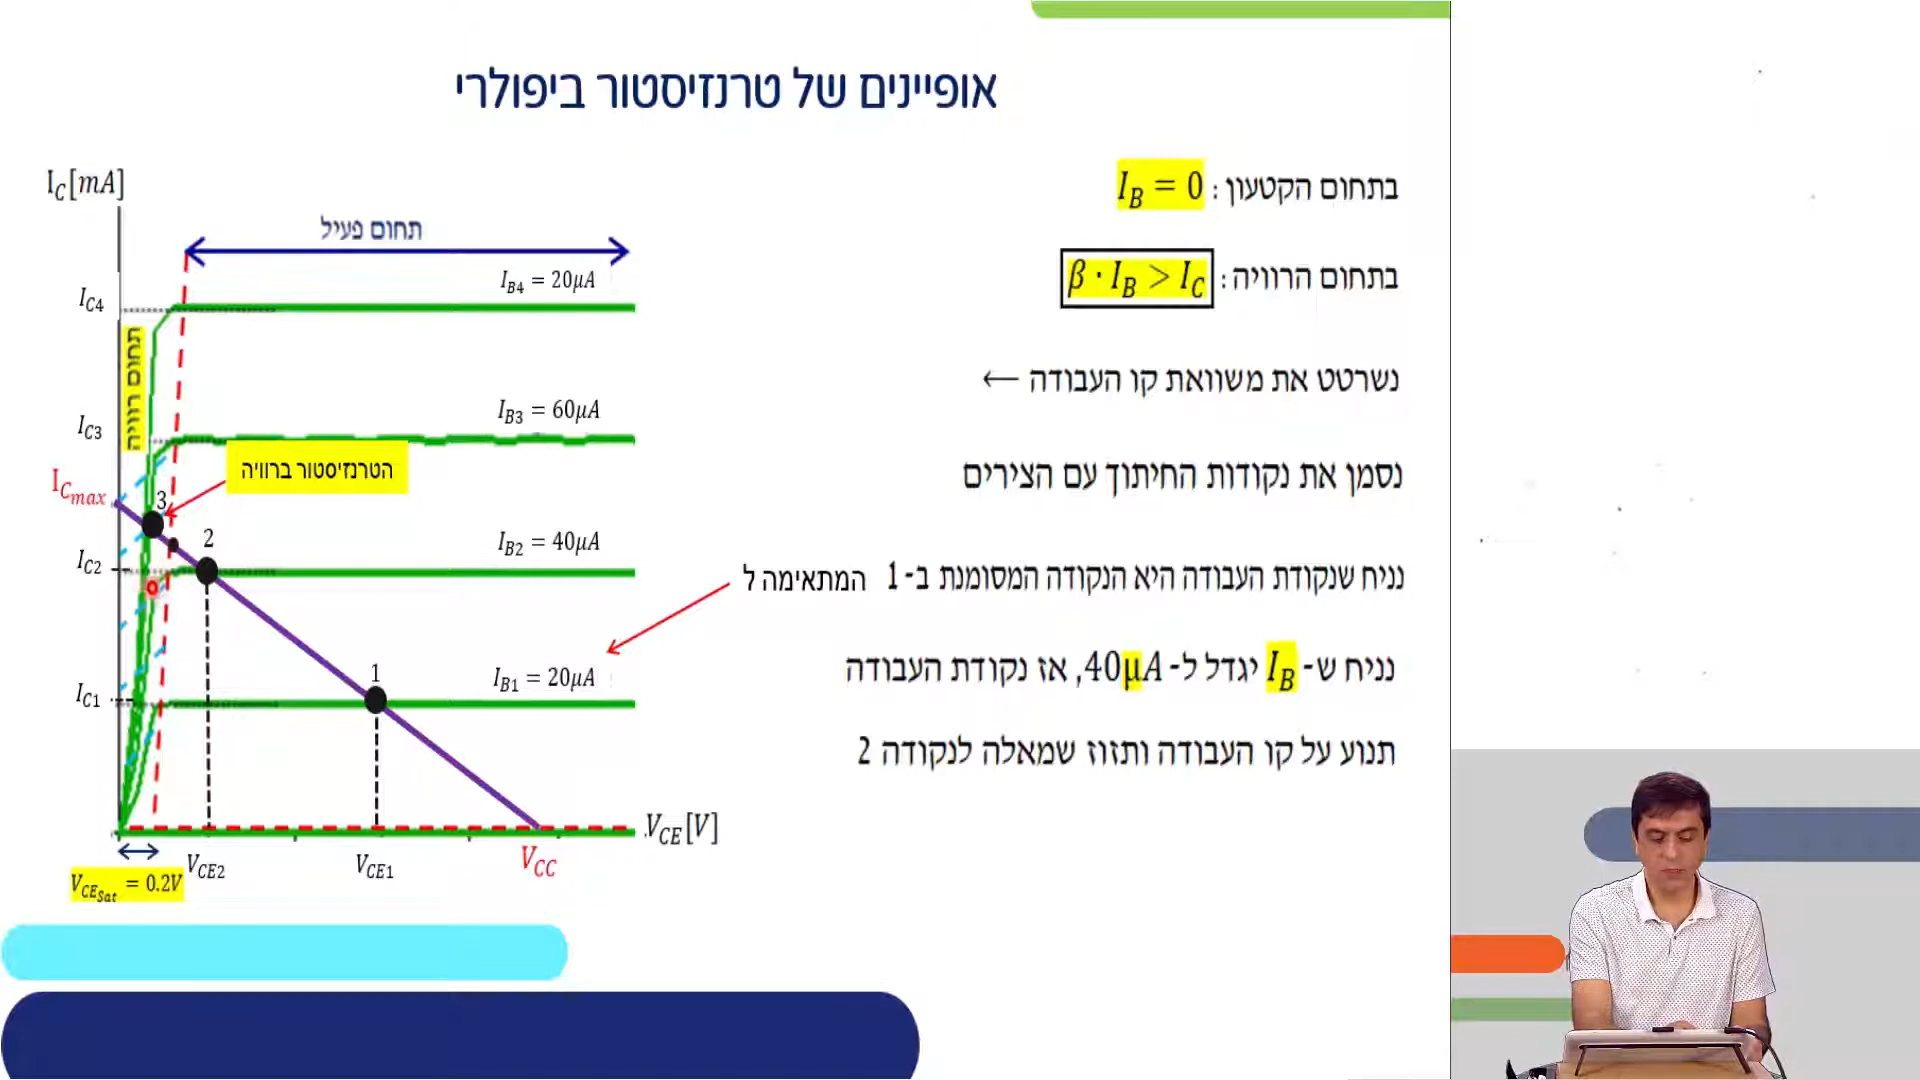 אופיינים של טרנזיסטור ביפולרי
בתחום הקטעון : I_B = 0
בתחום הרוויה : β · I_B > I_C
נשרטט את משוואת קו העבודה ←
נסמן את נקודות החיתוך עם הצירים
נניח שנקודת העבודה היא הנקודה המסומנת ב-1 המתאימה ל
נניח ש- I_B יגדל ל- 40μA, אז נקודת העבודה
תנוע על קו העבודה ותזוז שמאלה לנקודה 2
I_C[mA]
תחום פעיל
I_B4 = 20μA
I_C4
תחום רוויה
I_B3 = 60μA
I_C3
הטרנזיסטור ברוויה
I_Cmax
3
2
I_B2 = 40μA
I_C2
1
I_B1 = 20μA
I_C1
V_CE[V]
V_CE2
V_CE1
V_CC
V_CESat = 0.2V